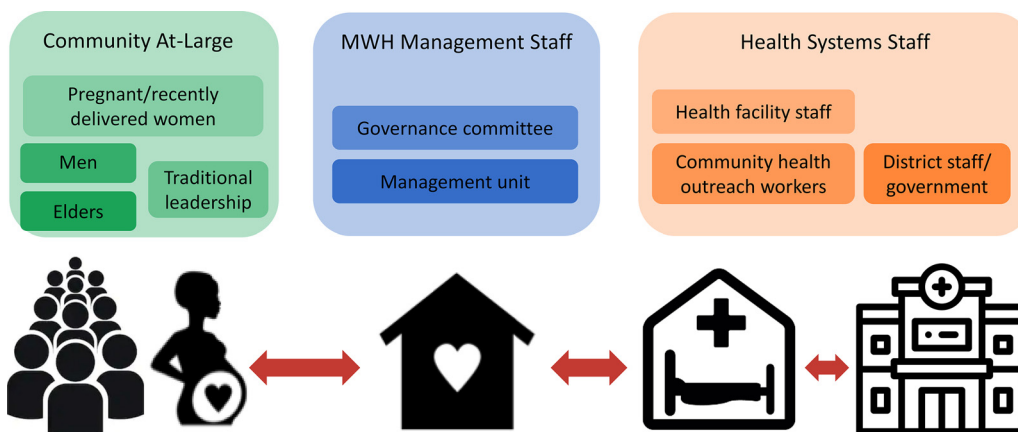 Community At-Large
Pregnant/recently
delivered women
Men
Elders
Traditional
leadership
MWH Management Staff
Governance committee
Management unit
Health Systems Staff
Health facility staff
Community health
outreach workers
District staff/
government